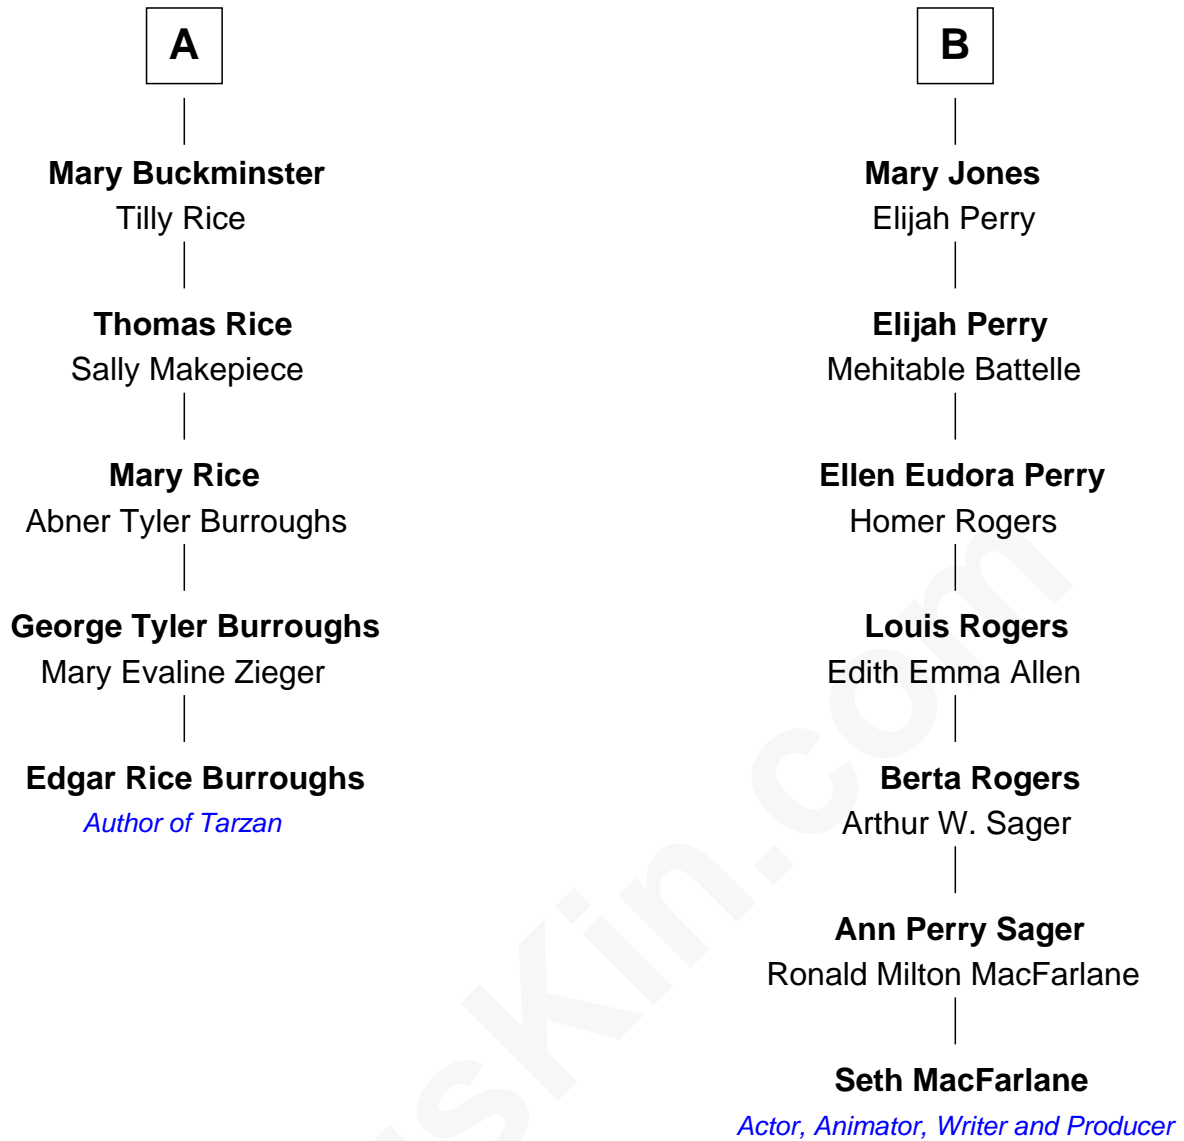 A
Mary Buckminster
Tilly Rice
Thomas Rice
Sally Makepiece
Mary Rice
Abner Tyler Burroughs
George Tyler Burroughs
Mary Evaline Zieger
Edgar Rice Burroughs
Author of Tarzan
B
Mary Jones
Elijah Perry
Elijah Perry
Mehitable Battelle
Ellen Eudora Perry
Homer Rogers
Louis Rogers
Edith Emma Allen
Berta Rogers
Arthur W. Sager
Ann Perry Sager
Ronald Milton MacFarlane
Seth MacFarlane
Actor, Animator, Writer and Producer